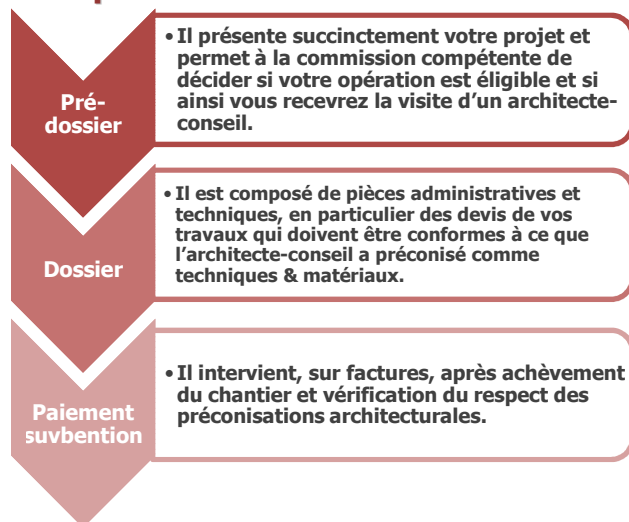 Pré-
dossier
• Il présente succinctement votre projet et
permet à la commission compétente de
décider si votre opération est éligible et si
ainsi vous recevrez la visite d'un architecte-
conseil.
Dossier
• Il est composé de pièces administratives et
techniques, en particulier des devis de vos
travaux qui doivent être conformes à ce que
l'architecte-conseil a préconisé comme
techniques & matériaux.
Paiement
suvbention
• Il intervient, sur factures, après achèvement
du chantier et vérification du respect des
préconisations architecturales.